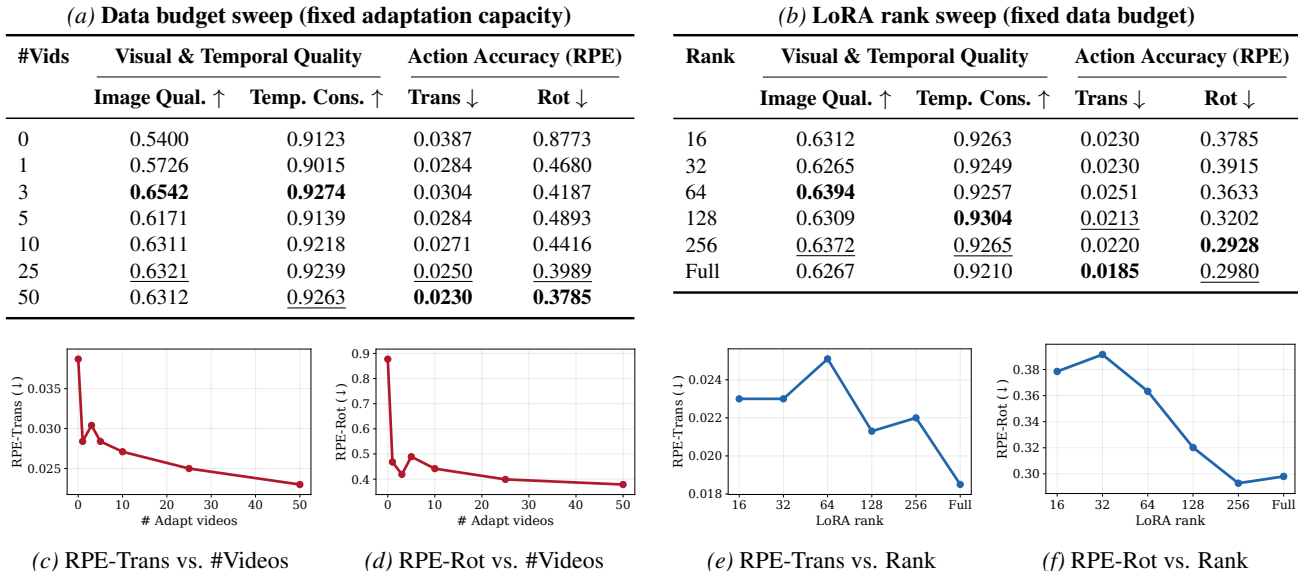 (a) Data budget sweep (fixed adaptation capacity)
#Vids Visual & Temporal Quality Action Accuracy (RPE)
Image Qual. ↑ Temp. Cons. ↑ Trans ↓ Rot ↓
0 0.5400 0.9123 0.0387 0.8773
1 0.5726 0.9015 0.0284 0.4680
3 0.6542 0.9274 0.0304 0.4187
5 0.6171 0.9139 0.0284 0.4893
10 0.6311 0.9218 0.0271 0.4416
25 0.6321 0.9239 0.0250 0.3989
50 0.6312 0.9263 0.0230 0.3785
(b) LoRA rank sweep (fixed data budget)
Rank Visual & Temporal Quality Action Accuracy (RPE)
Image Qual. ↑ Temp. Cons. ↑ Trans ↓ Rot ↓
16 0.6312 0.9263 0.0230 0.3785
32 0.6265 0.9249 0.0230 0.3915
64 0.6394 0.9257 0.0251 0.3633
128 0.6309 0.9304 0.0213 0.3202
256 0.6372 0.9265 0.0220 0.2928
Full 0.6267 0.9210 0.0185 0.2980
RPE-Trans (↓)
0.035
0.030
0.025
0 10 20 30 40 50
# Adapt videos
(c) RPE-Trans vs. #Videos
RPE-Rot (↓)
0.9
0.8
0.7
0.6
0.5
0.4
0 10 20 30 40 50
# Adapt videos
(d) RPE-Rot vs. #Videos
RPE-Trans (↓)
0.024
0.022
0.020
0.018
16 32 64 128 256 Full
LoRA rank
(e) RPE-Trans vs. Rank
RPE-Rot (↓)
0.38
0.36
0.34
0.32
0.30
16 32 64 128 256 Full
LoRA rank
(f) RPE-Rot vs. Rank